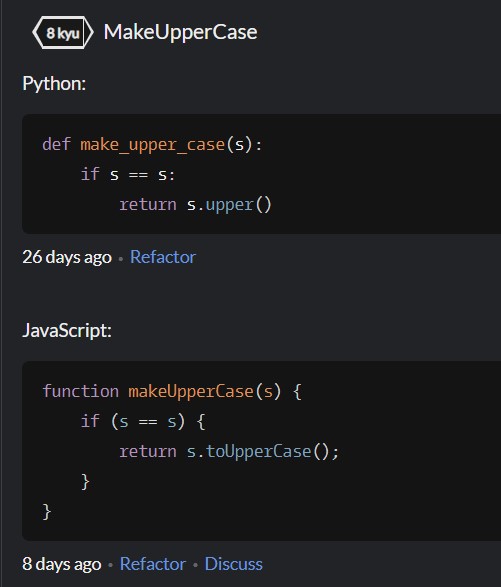 8 kyu MakeUpperCase
Python:
def make_upper_case(s):
    if s == s:
        return s.upper()
26 days ago • Refactor
JavaScript:
function makeUpperCase(s) {
    if (s == s) {
        return s.toUpperCase();
    }
}
8 days ago • Refactor • Discuss